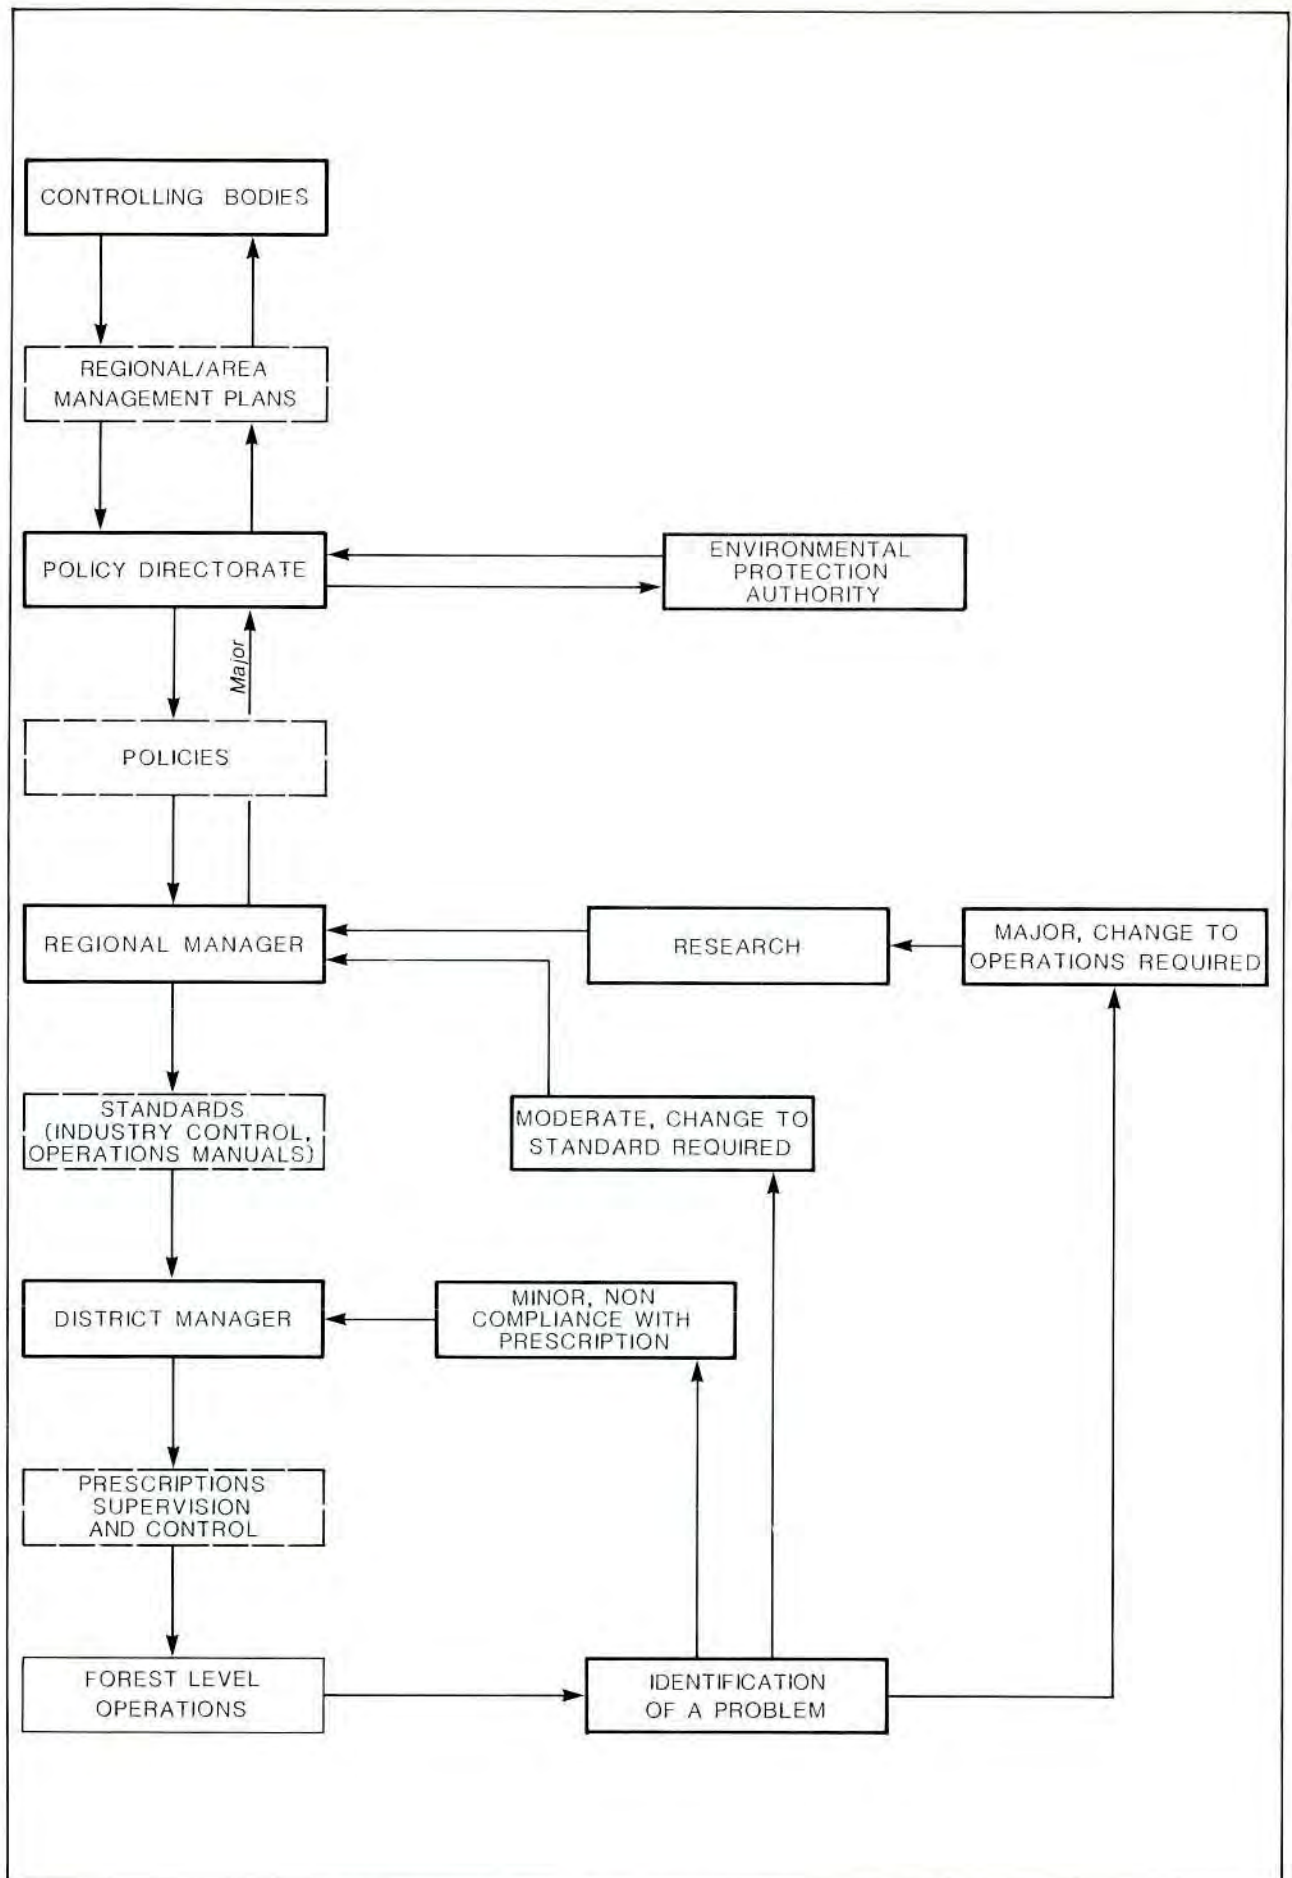 CONTROLLING BODIES
REGIONAL/AREA
MANAGEMENT PLANS
POLICY DIRECTORATE
ENVIRONMENTAL
PROTECTION
AUTHORITY
Major
POLICIES
REGIONAL MANAGER
RESEARCH
MAJOR, CHANGE TO
OPERATIONS REQUIRED
STANDARDS
(INDUSTRY CONTROL,
OPERATIONS MANUALS)
MODERATE, CHANGE TO
STANDARD REQUIRED
DISTRICT MANAGER
MINOR, NON
COMPLIANCE WITH
PRESCRIPTION
PRESCRIPTIONS
SUPERVISION
AND CONTROL
FOREST LEVEL
OPERATIONS
IDENTIFICATION
OF A PROBLEM